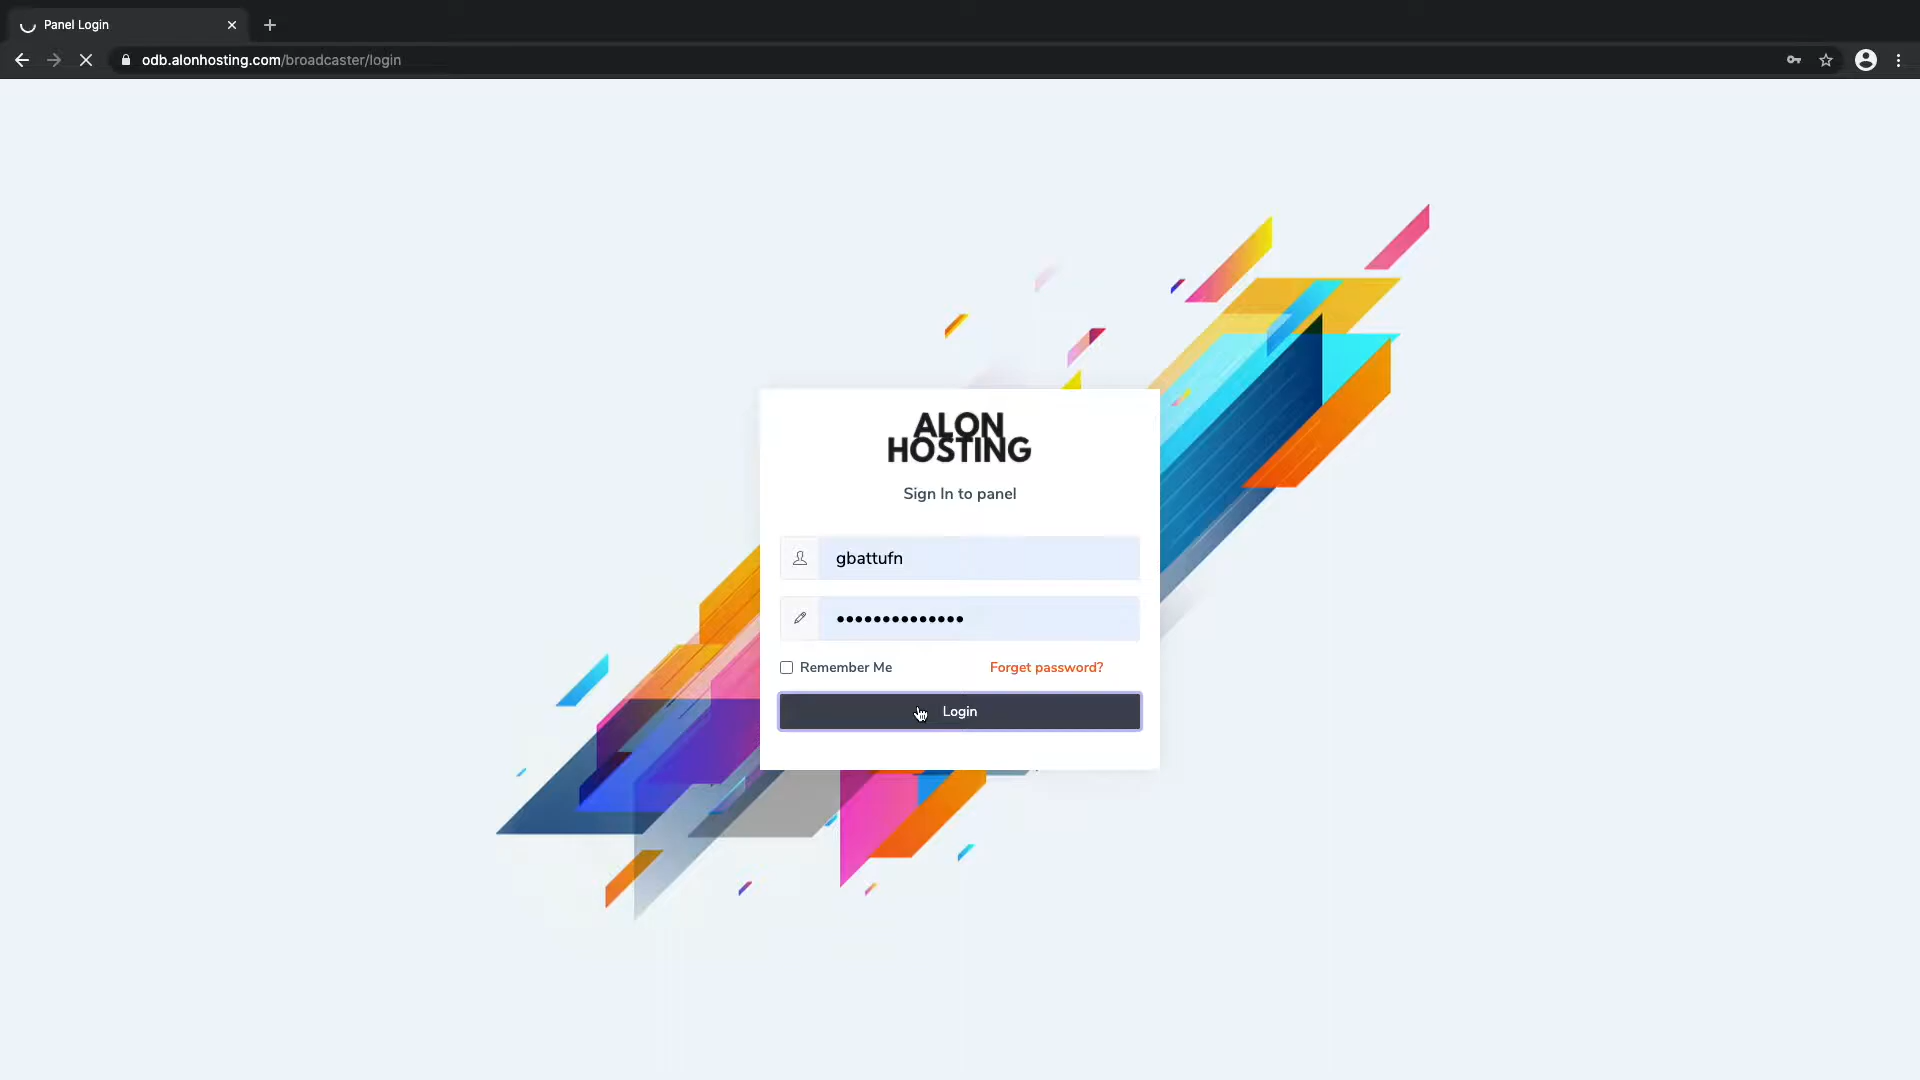 Panel Login
odb.alonhosting.com/broadcaster/login
ALON
HOSTING
Sign In to panel
gbattufn
••••••••••••••
Remember Me
Forget password?
Login